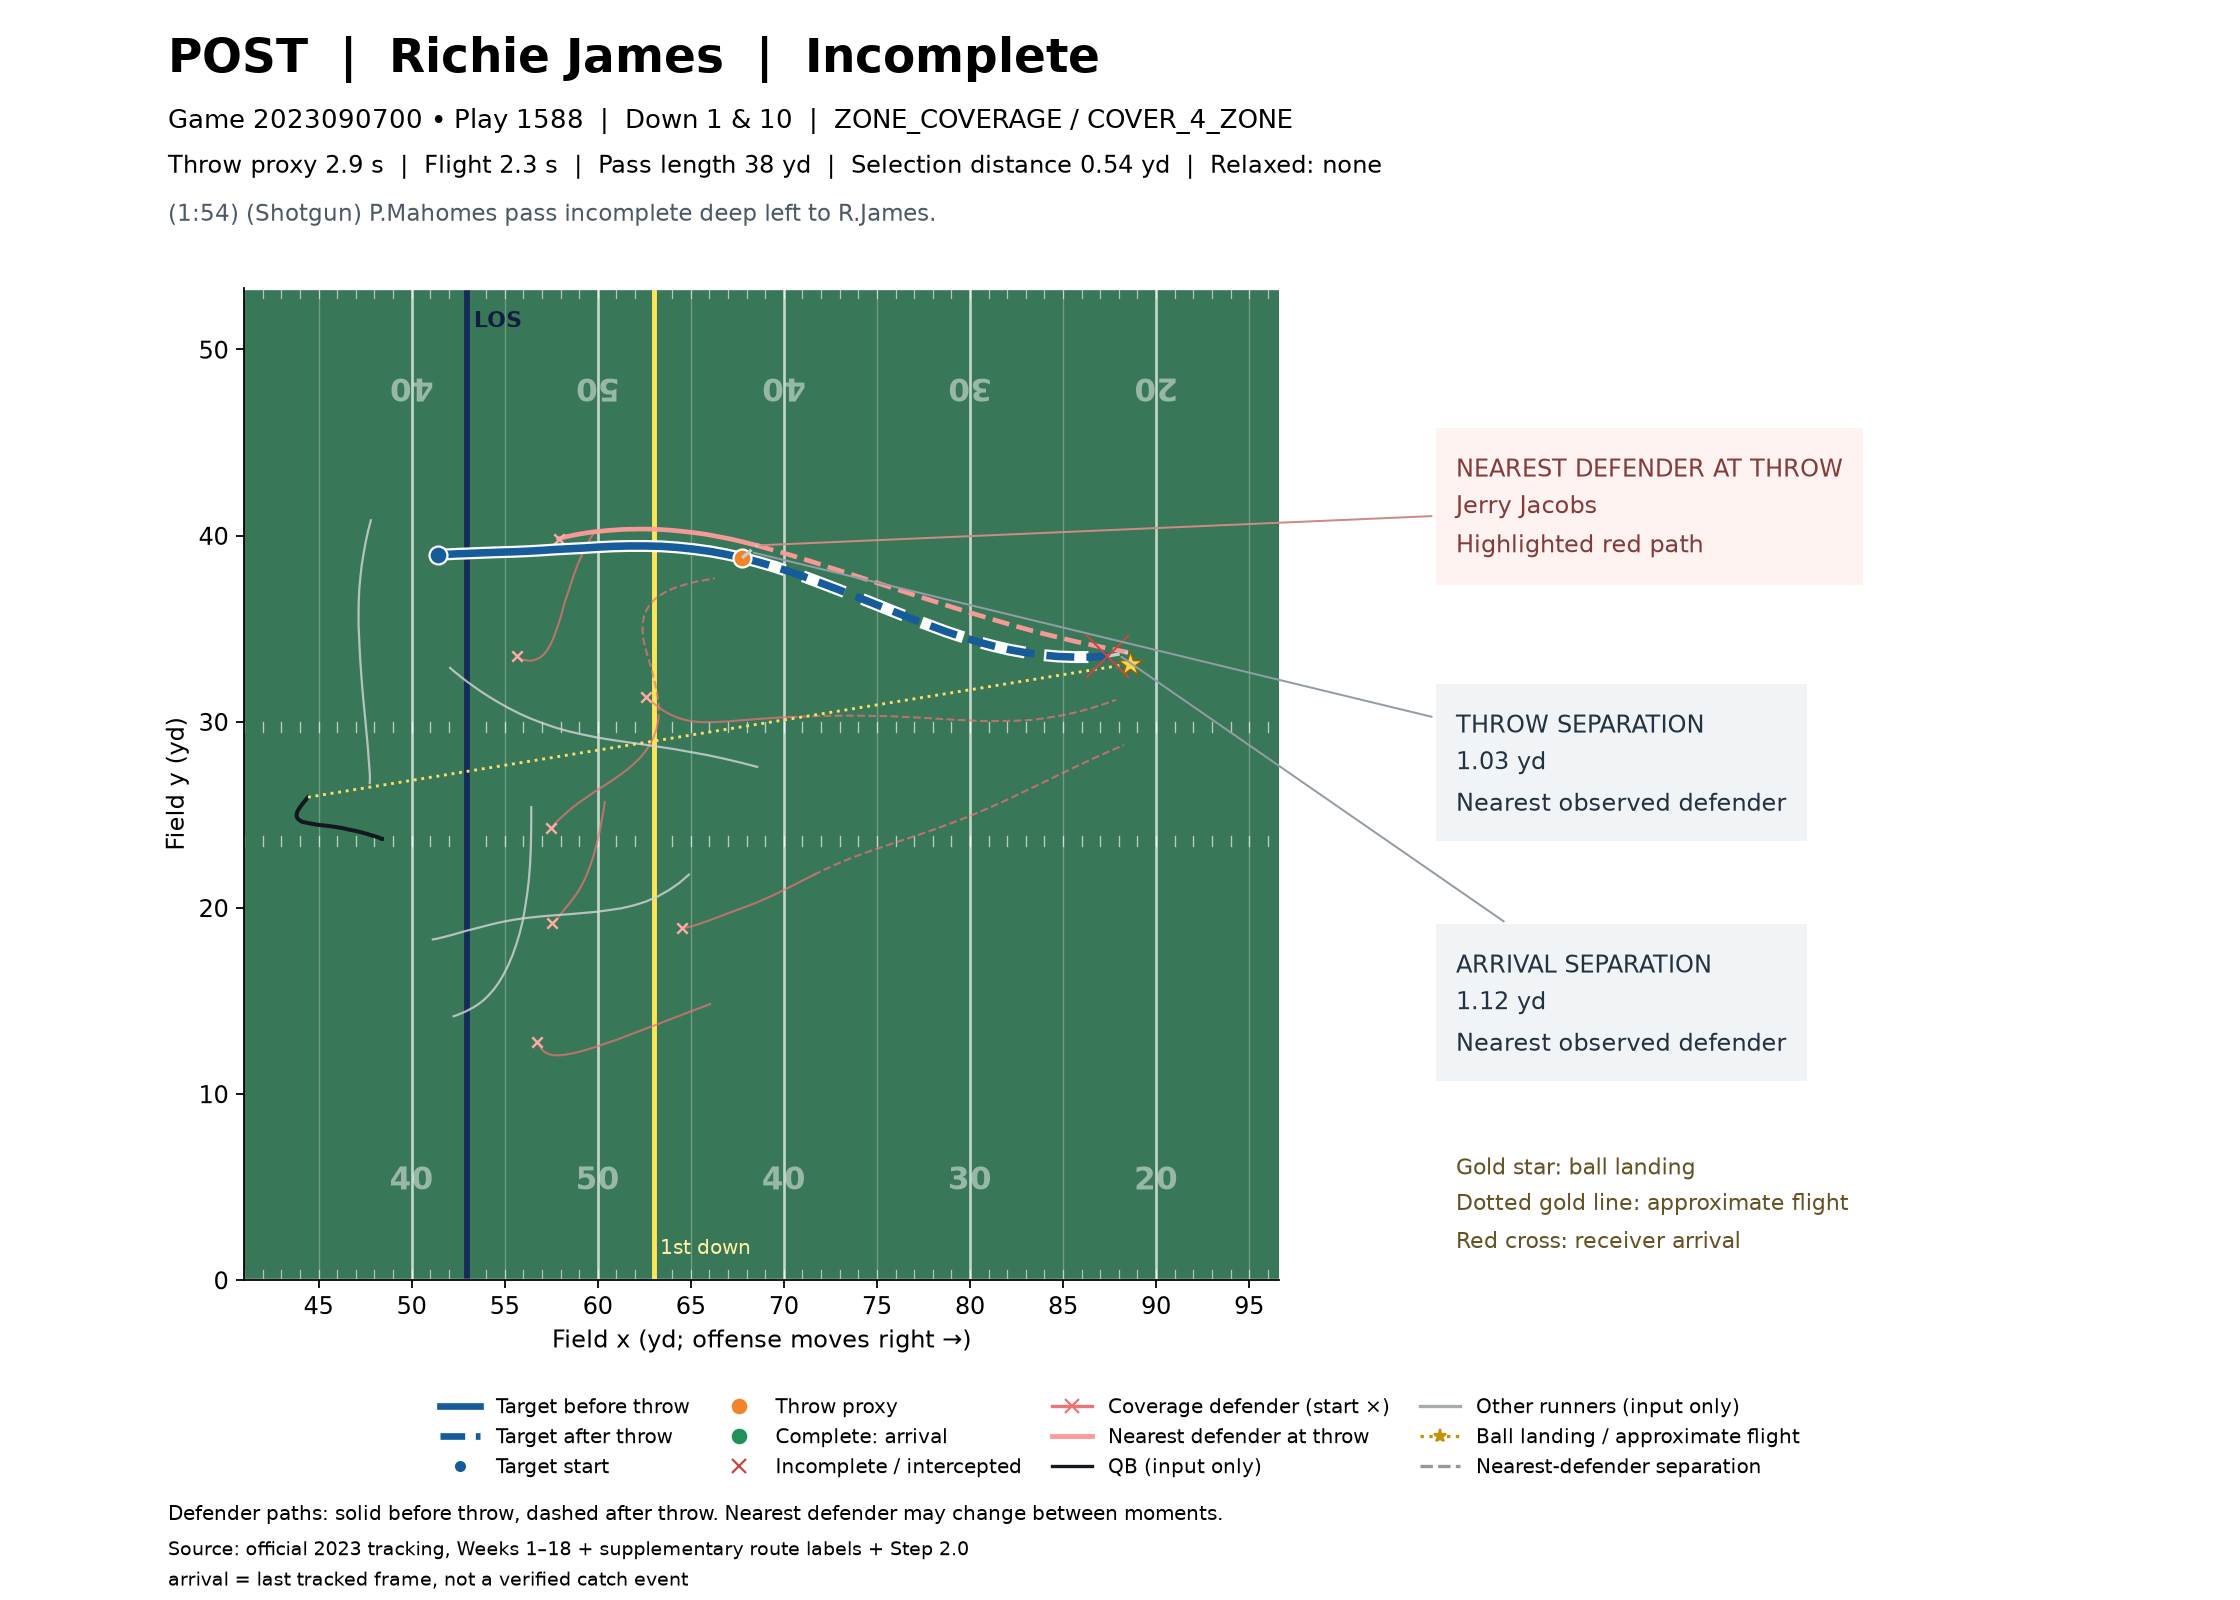 POST | Richie James | Incomplete
Game 2023090700 • Play 1588 | Down 1 & 10 | ZONE_COVERAGE / COVER_4_ZONE
Throw proxy 2.9 s | Flight 2.3 s | Pass length 38 yd | Selection distance 0.54 yd | Relaxed: none
(1:54) (Shotgun) P.Mahomes pass incomplete deep left to R.James.
LOS
40 50 40 30 20
NEAREST DEFENDER AT THROW
Jerry Jacobs
Highlighted red path
THROW SEPARATION
1.03 yd
Nearest observed defender
ARRIVAL SEPARATION
1.12 yd
Nearest observed defender
Gold star: ball landing
Dotted gold line: approximate flight
Red cross: receiver arrival
40 50 40 30 20
1st down
Field y (yd)
50
40
30
20
10
0
45 50 55 60 65 70 75 80 85 90 95
Field x (yd; offense moves right →)
Target before throw
Target after throw
Target start
Throw proxy
Complete: arrival
Incomplete / intercepted
Coverage defender (start ×)
Nearest defender at throw
QB (input only)
Other runners (input only)
Ball landing / approximate flight
Nearest-defender separation
Defender paths: solid before throw, dashed after throw. Nearest defender may change between moments.
Source: official 2023 tracking, Weeks 1–18 + supplementary route labels + Step 2.0
arrival = last tracked frame, not a verified catch event